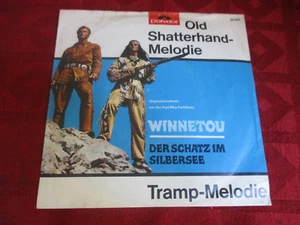 Polydor
Old
Shatterhand-
Melodie
WINNETOU
DER SCHATZ IM
SILBERSEE
Tramp-Melodie